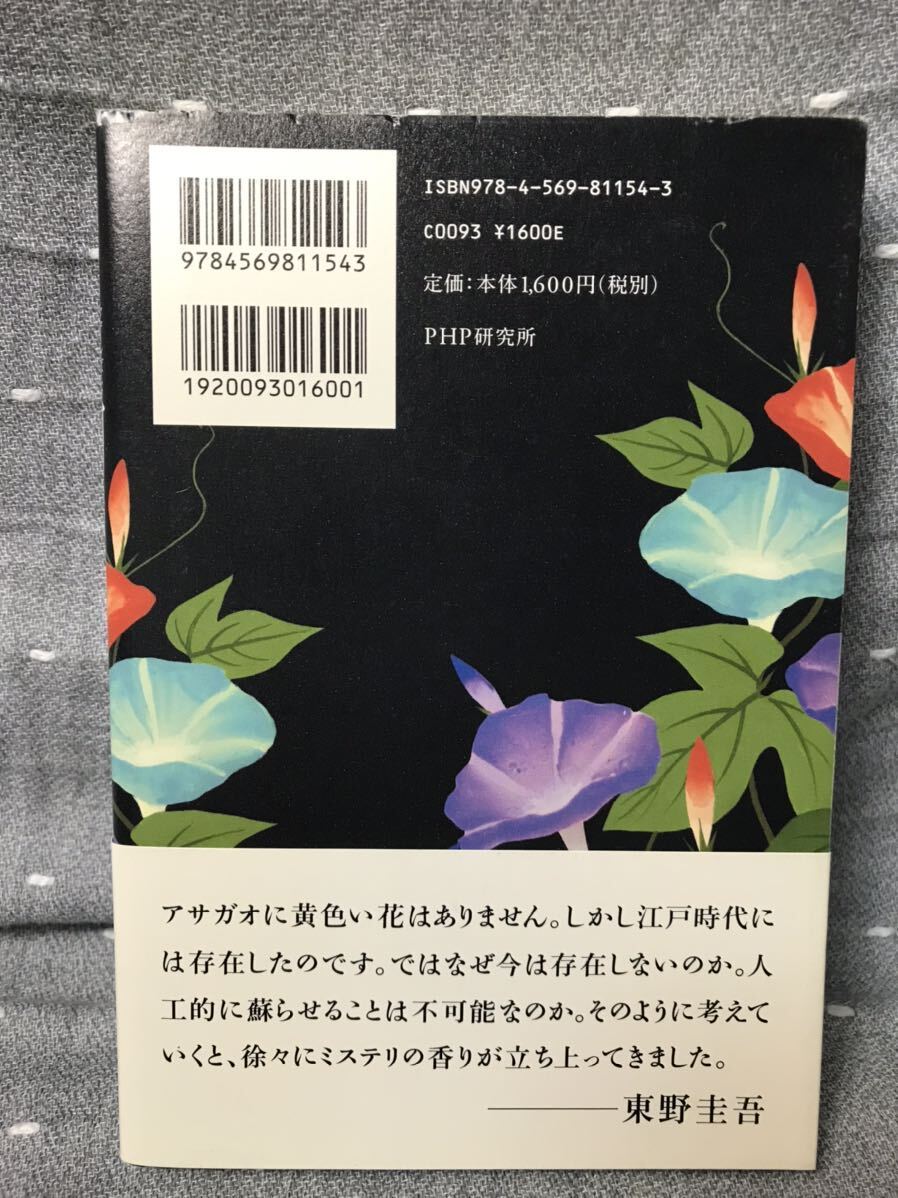 9784569811543
1920093016001
ISBN978-4-569-81154-3
C0093 ¥1600E
定価：本体1,600円（税別）
PHP研究所
アサガオに黄色い花はありません。しかし江戸時代に
は存在したのです。ではなぜ今は存在しないのか。人
工的に蘇らせることは不可能なのか。そのように考えて
いくと、徐々にミステリの香りが立ち上ってきました。
――東野圭吾